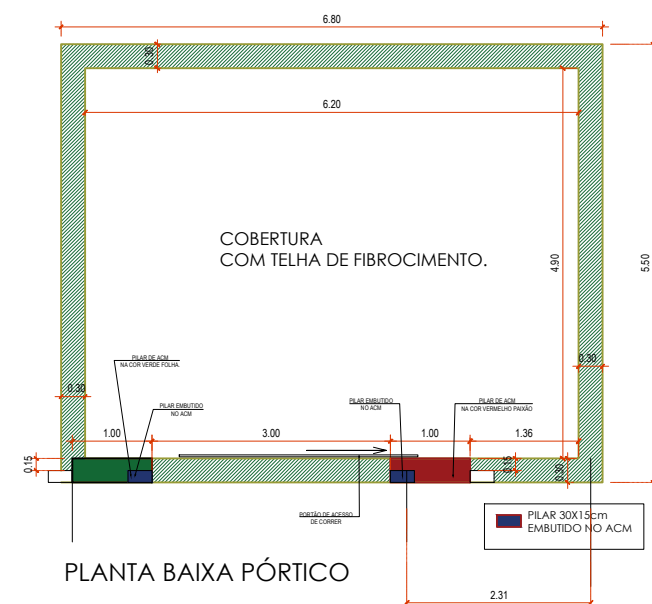 6.80
0.30
6.20
COBERTURA
COM TELHA DE FIBROCIMENTO.
4.90
5.50
PILAR DE ACM
NA COR VERDE FOLHA.
0.30
0.30
PILAR EMBUTIDO
NO ACM
PILAR EMBUTIDO
NO ACM
PILAR DE ACM
NA COR VERMELHO PAIXÃO
1.00
3.00
1.00
1.36
0.15
0.15
0.30
PORTÃO DE ACESSO
DE CORRER
PILAR 30X15cm
EMBUTIDO NO ACM
PLANTA BAIXA PÓRTICO
2.31